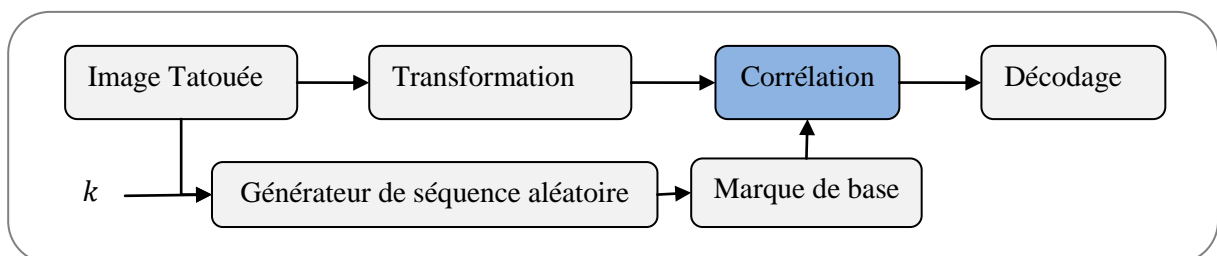 Image Tatouée
Transformation
Corrélation
Décodage
k
Générateur de séquence aléatoire
Marque de base